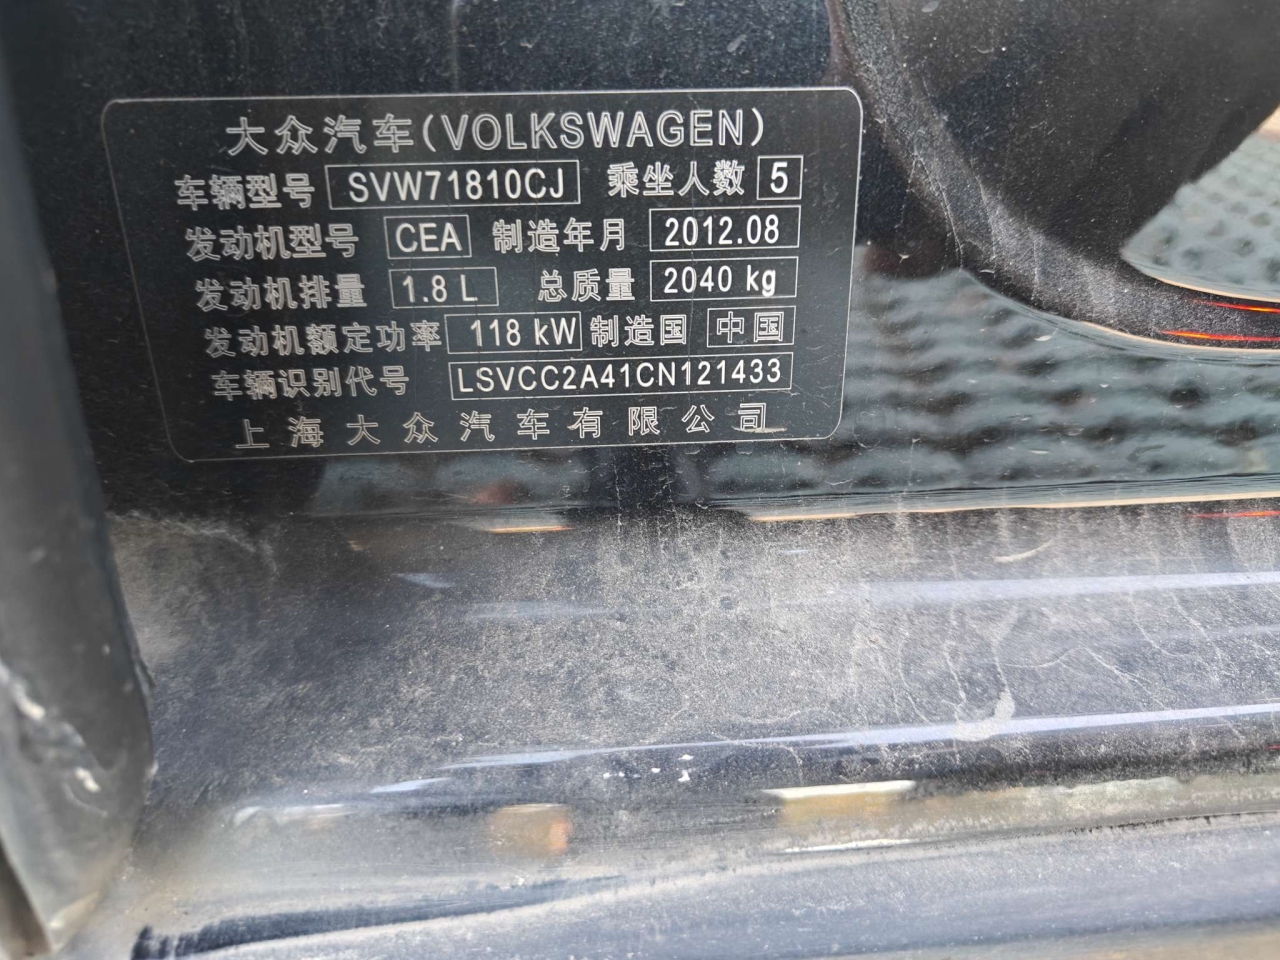 大众汽车(VOLKSWAGEN)
车辆型号 SVW71810CJ 乘坐人数 5
发动机型号 CEA 制造年月 2012.08
发动机排量 1.8 L 总质量 2040 kg
发动机额定功率 118 kW 制造国 中国
车辆识别代号 LSVCC2A41CN121433
上海大众汽车有限公司